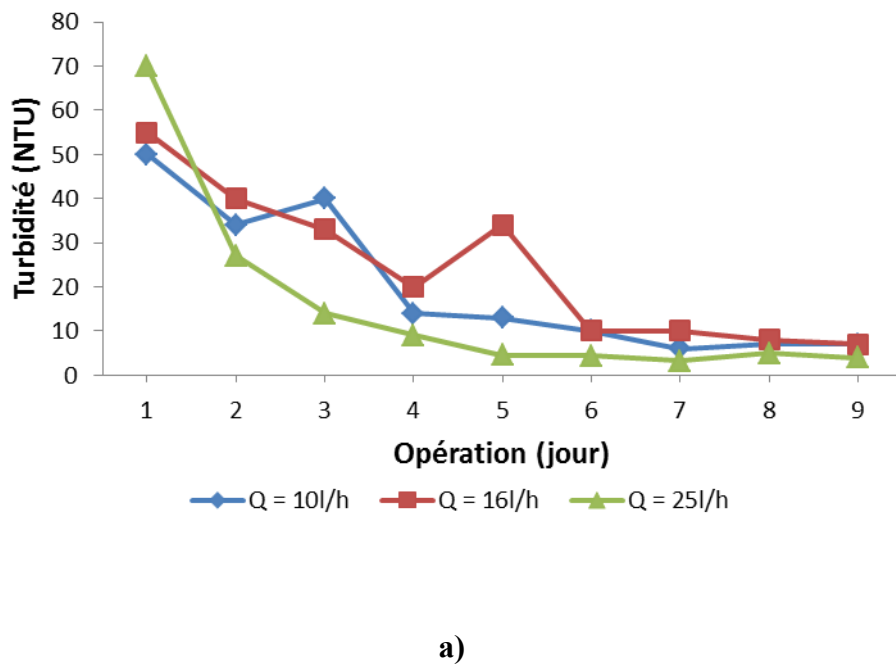 80
70
60
50
40
30
20
10
0
Turbidité (NTU)
1 2 3 4 5 6 7 8 9
Opération (jour)
Q = 10l/h Q = 16l/h Q = 25l/h
a)